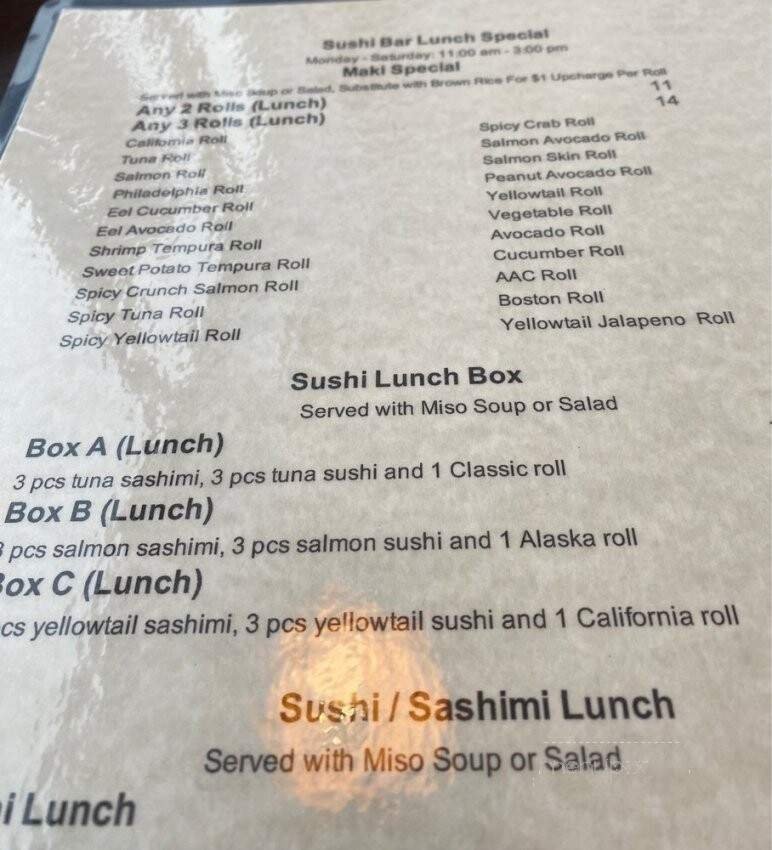 Sushi Bar Lunch Special
Monday - Saturday: 11:00 am - 3:00 pm
Maki Special
Served with Miso Soup or Salad, Substitute with Brown Rice For $1 Upcharge Per Roll
Any 2 Rolls (Lunch) 11
Any 3 Rolls (Lunch) 14
California Roll
Tuna Roll
Salmon Roll
Philadelphia Roll
Eel Cucumber Roll
Eel Avocado Roll
Shrimp Tempura Roll
Sweet Potato Tempura Roll
Spicy Crunch Salmon Roll
Spicy Tuna Roll
Spicy Yellowtail Roll
Spicy Crab Roll
Salmon Avocado Roll
Salmon Skin Roll
Peanut Avocado Roll
Yellowtail Roll
Vegetable Roll
Avocado Roll
Cucumber Roll
AAC Roll
Boston Roll
Yellowtail Jalapeno Roll
Sushi Lunch Box
Served with Miso Soup or Salad
Box A (Lunch)
3 pcs tuna sashimi, 3 pcs tuna sushi and 1 Classic roll
Box B (Lunch)
3 pcs salmon sashimi, 3 pcs salmon sushi and 1 Alaska roll
Box C (Lunch)
cs yellowtail sashimi, 3 pcs yellowtail sushi and 1 California roll
Sushi / Sashimi Lunch
Served with Miso Soup or Salad
i Lunch